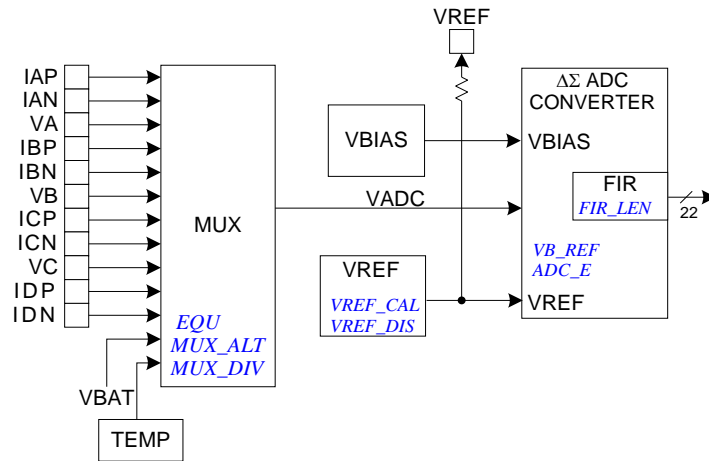 VREF
IAP
IAN
VA
IBP
IBN
VB
ICP
ICN
VC
IDP
IDN
VBAT
TEMP
MUX
EQU
MUX_ALT
MUX_DIV
VBIAS
VADC
VREF
VREF_CAL
VREF_DIS
ΔΣ ADC
CONVERTER
VBIAS
FIR
FIR_LEN
22
VB_REF
ADC_E
VREF